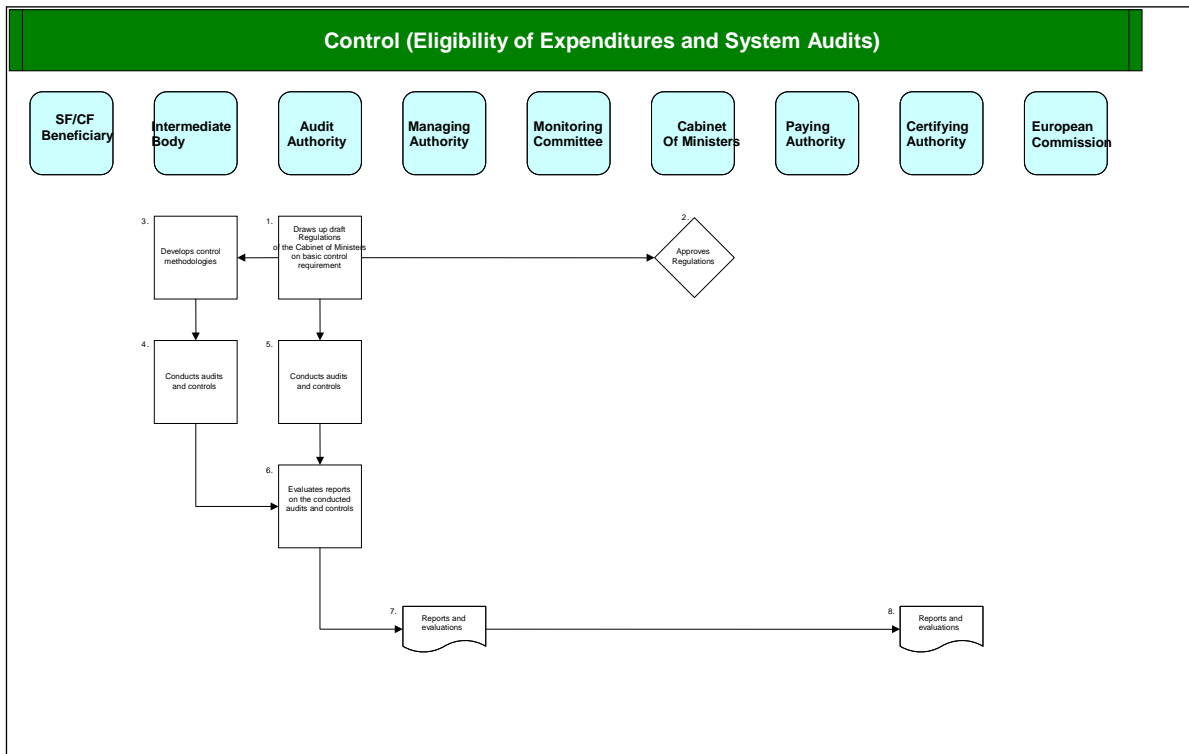 Control (Eligibility of Expenditures and System Audits)
SF/CF
Beneficiary
Intermediate
Body
Audit
Authority
Managing
Authority
Monitoring
Committee
Cabinet
Of Ministers
Paying
Authority
Certifying
Authority
European
Commission
3.
Develops control
methodologies
1.
Draws up draft
Regulations
of the Cabinet of Ministers
on basic control
requirement
2.
Approves
Regulations
4.
Conducts audits
and controls
5.
Conducts audits
and controls
6.
Evaluates reports
on the conducted
audits and controls
7.
Reports and
evaluations
8.
Reports and
evaluations